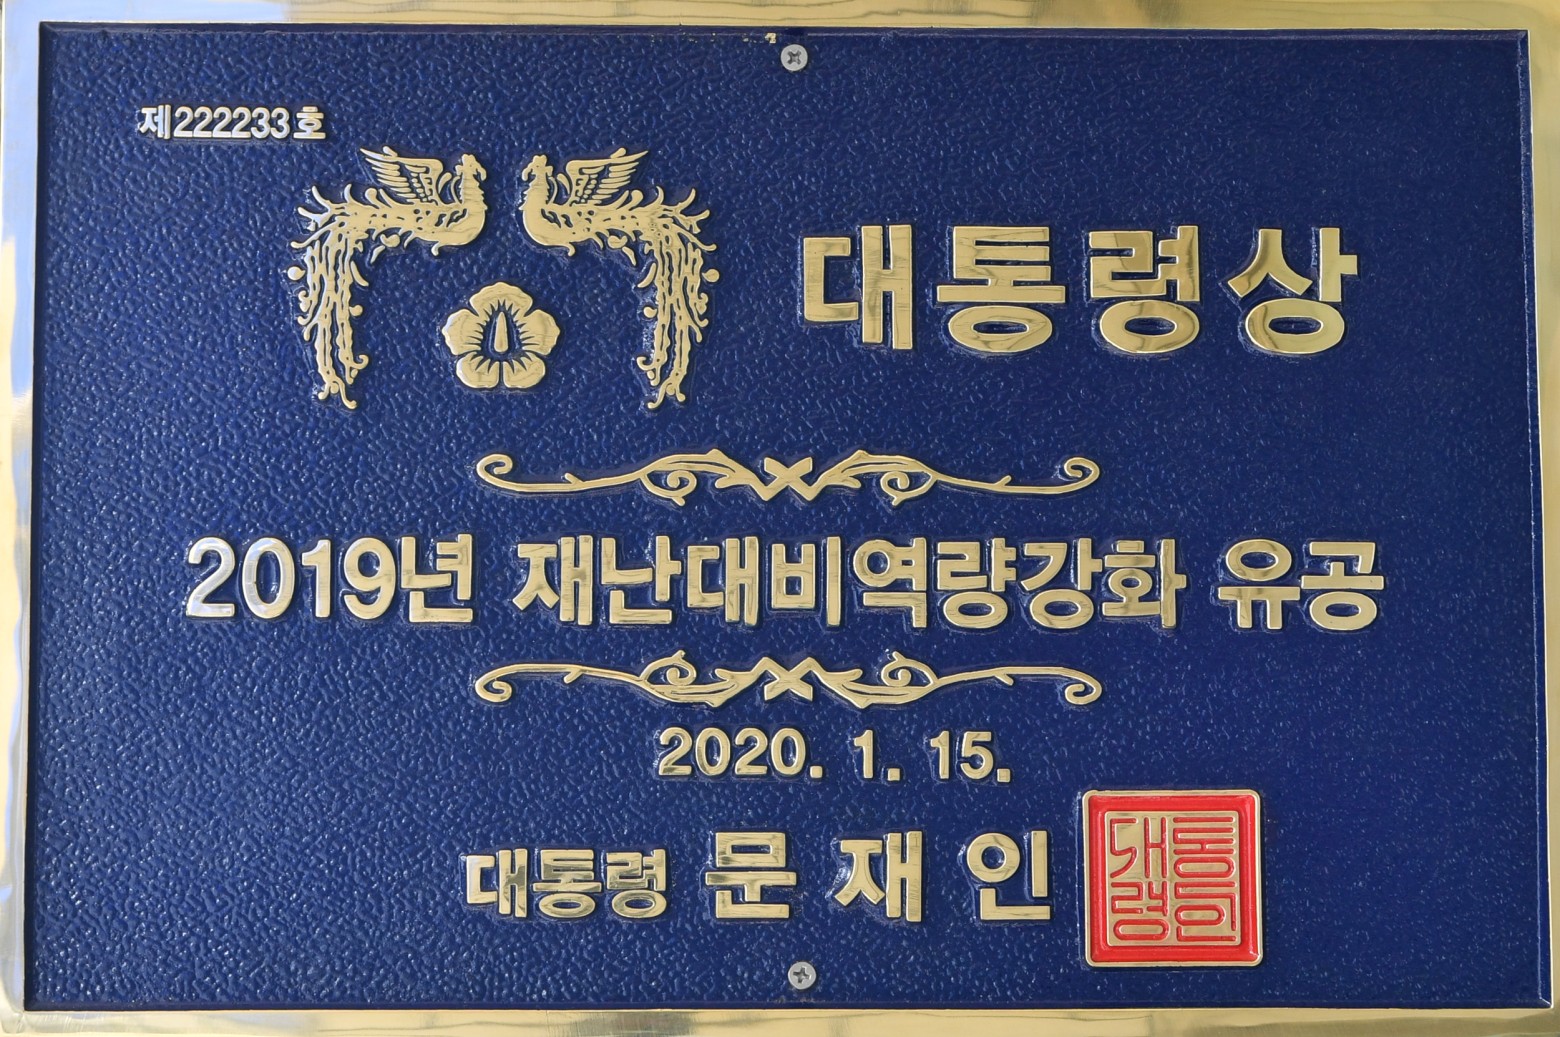 제222233호
대통령상
2019년 재난대비역량강화 유공
2020. 1. 15.
대통령 문 재 인
대통령의인